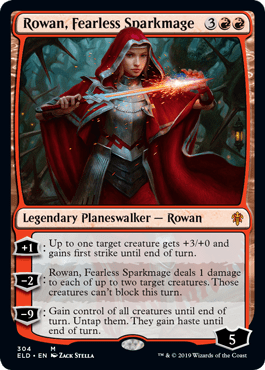 Rowan, Fearless Sparkmage 3
Legendary Planeswalker — Rowan
+1 : Up to one target creature gets +3/+0 and
gains first strike until end of turn.
−2 : Rowan, Fearless Sparkmage deals 1 damage
to each of up to two target creatures. Those
creatures can't block this turn.
−9 : Gain control of all creatures until end of
turn. Untap them. They gain haste until
end of turn.
5
304 M
ELD • EN ZACK STELLA
™ & © 2019 Wizards of the Coast